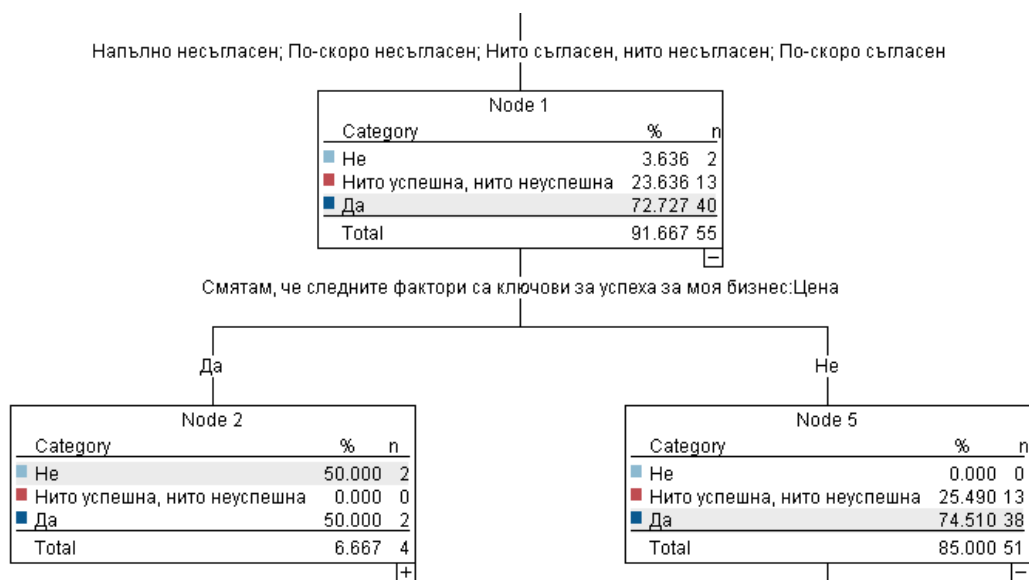 Напълно несъгласен; По-скоро несъгласен; Нито съгласен, нито несъгласен; По-скоро съгласен
Node 1
Category % n
Не 3.636 2
Нито успешна, нито неуспешна 23.636 13
Да 72.727 40
Total 91.667 55
Смятам, че следните фактори са ключови за успеха за моя бизнес:Цена
Да
Не
Node 2
Category % n
Не 50.000 2
Нито успешна, нито неуспешна 0.000 0
Да 50.000 2
Total 6.667 4
Node 5
Category % n
Не 0.000 0
Нито успешна, нито неуспешна 25.490 13
Да 74.510 38
Total 85.000 51